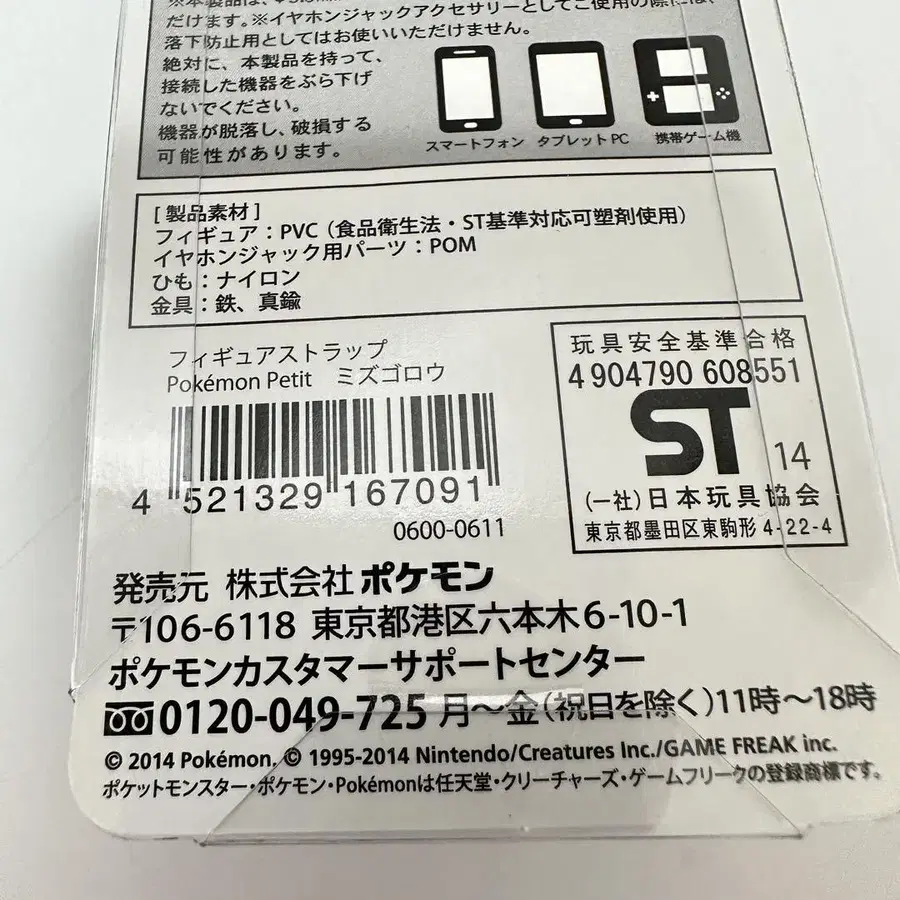 だけます。※イヤホンジャックアクセサリーとしてご使用の際には、
落下防止用としてはお使いいただけません。
絶対に、本製品を持って、
接続した機器をぶら下げ
ないでください。
機器が脱落し、破損する
可能性があります。
スマートフォン タブレットPC 携帯ゲーム機
[製品素材]
フィギュア：PVC（食品衛生法・ST基準対応可塑剤使用）
イヤホンジャック用パーツ：POM
ひも：ナイロン
金具：鉄、真鍮
フィギュアストラップ
Pokémon Petit ミズゴロウ
4 521329 167091
0600-0611
玩具安全基準合格
4 904790 608551
ST 14
(一社)日本玩具協会
東京都墨田区東駒形 4-22-4
発売元 株式会社 ポケモン
〒106-6118 東京都港区六本木6-10-1
ポケモンカスタマーサポートセンター
0120-049-725 月～金(祝日を除く)11時～18時
© 2014 Pokémon. © 1995-2014 Nintendo/Creatures Inc./GAME FREAK inc.
ポケットモンスター・ポケモン・Pokémonは任天堂・クリーチャーズ・ゲームフリークの登録商標です。